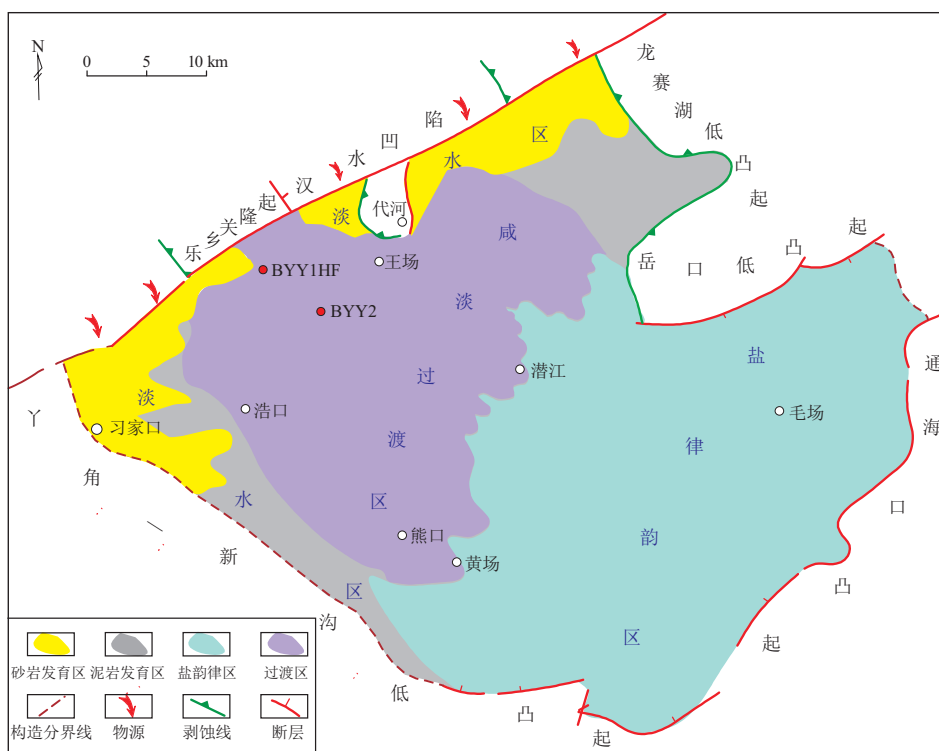 N
0 5 10 km
乐乡关隆起
汉水凹陷
龙赛湖低凸起
岳口低凸起
通海口凸起
丫角新沟低凸起
淡水区
淡水区
咸淡过渡区
盐韵律区
代河
王场
BYY1HF
BYY2
潜江
浩口
习家口
毛场
熊口
黄场
砂岩发育区 泥岩发育区 盐韵律区 过渡区
构造分界线 物源 剥蚀线 断层